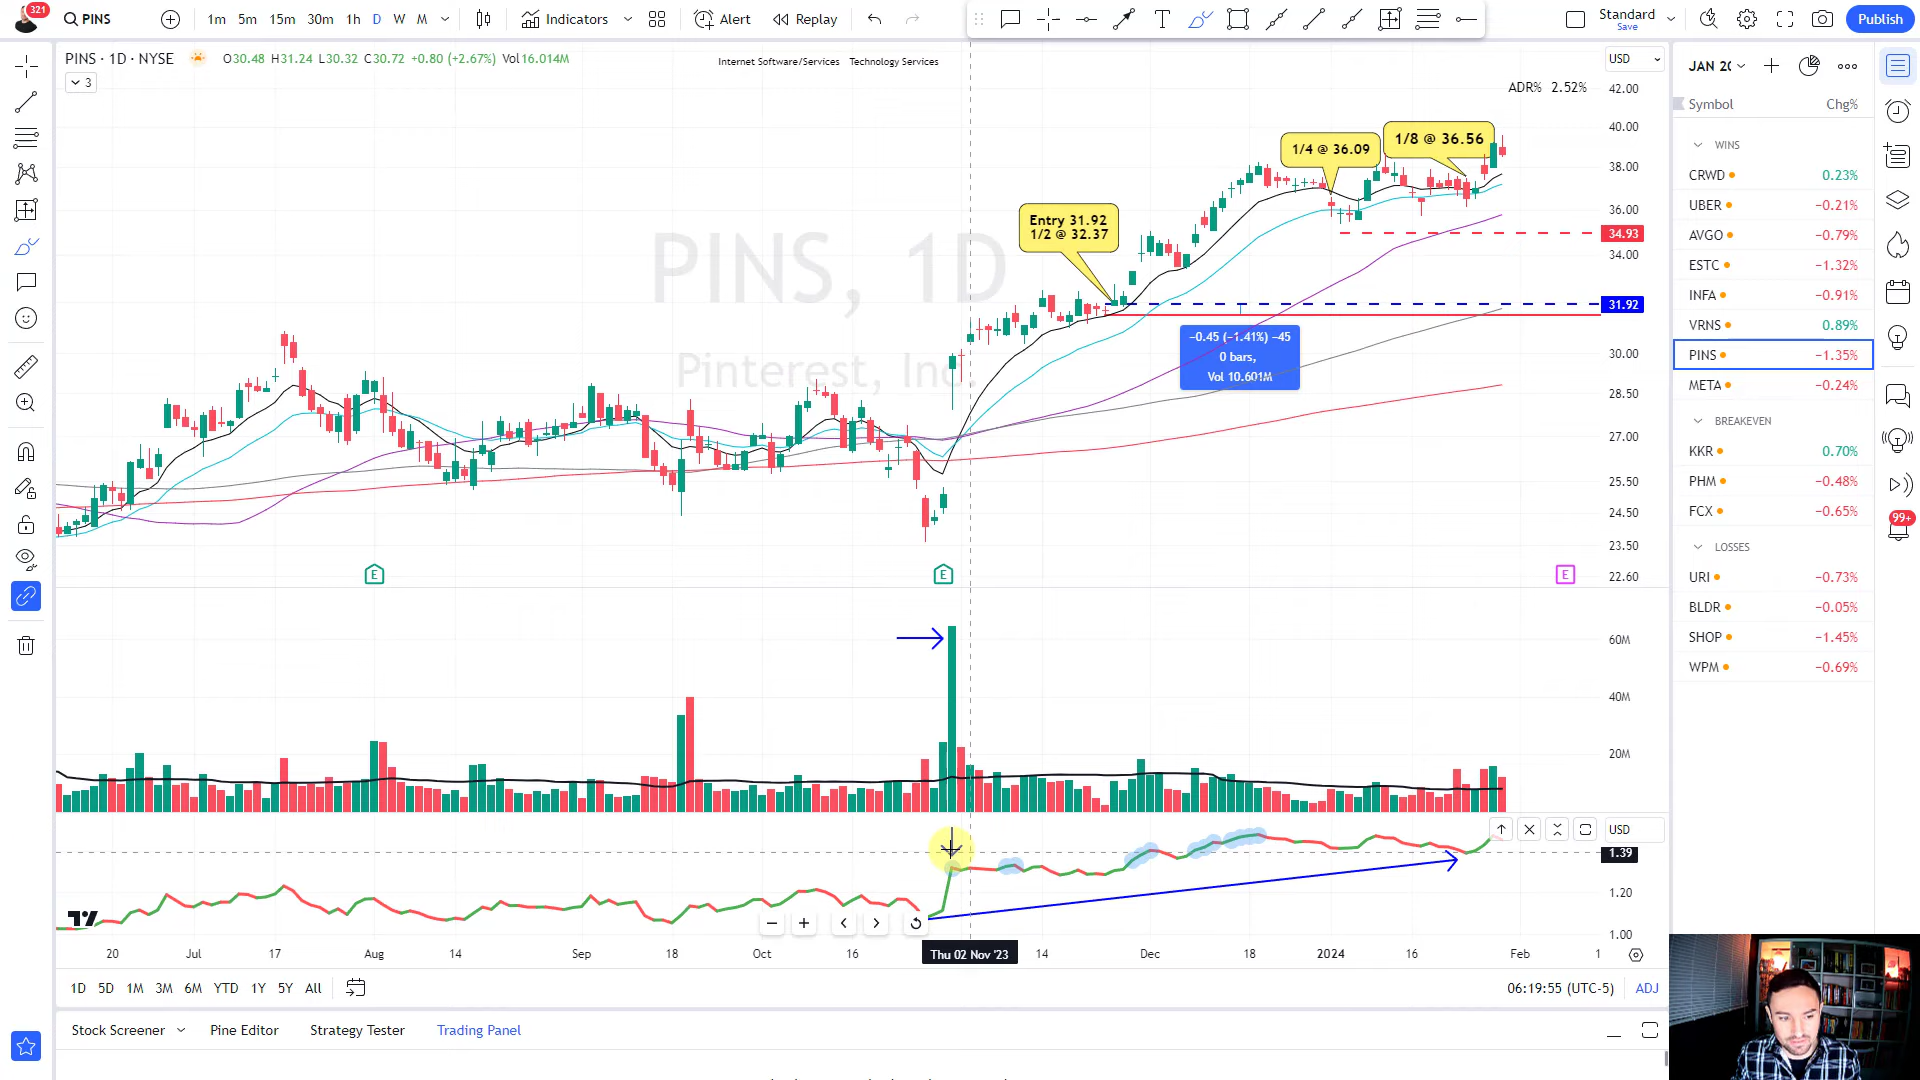 321
PINS
1m 5m 15m 30m 1h D W M
Indicators
Alert
Replay
Standard
Save
Publish
PINS · 1D · NYSE
O30.48 H31.24 L30.32 C30.72 +0.80 (+2.67%) Vol16.014M
3
Internet Software/Services Technology Services
USD
ADR% 2.52%
42.00
40.00
38.00
36.00
34.93
34.00
31.92
30.00
28.50
27.00
25.50
24.50
23.50
22.60
PINS, 1D
Pinterest, Inc.
Entry 31.92
1/2 @ 32.37
1/4 @ 36.09
1/8 @ 36.56
−0.45 (−1.41%) −45
0 bars,
Vol 10.601M
E
E
E
60M
40M
20M
USD
1.39
1.20
1.00
20 Jul 17 Aug 14 Sep 18 Oct 16 Thu 02 Nov '23 14 Dec 18 2024 16 Feb 1
1D 5D 1M 3M 6M YTD 1Y 5Y All
06:19:55 (UTC-5) ADJ
Stock Screener Pine Editor Strategy Tester Trading Panel
Symbol Chg%
WINS
CRWD 0.23%
UBER −0.21%
AVGO −0.79%
ESTC −1.32%
INFA −0.91%
VRNS 0.89%
PINS −1.35%
META −0.24%
BREAKEVEN
KKR 0.70%
PHM −0.48%
FCX −0.65%
LOSSES
URI −0.73%
BLDR −0.05%
SHOP −1.45%
WPM −0.69%
99+